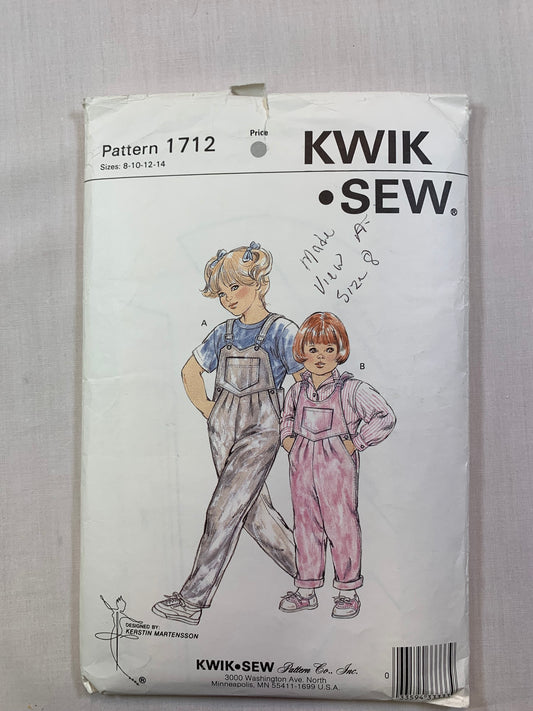 Pattern 1712
Sizes: 8-10-12-14
Price
KWIK
•SEW®
Made
View A-
Size 8
A
B
DESIGNED BY:
KERSTIN MARTENSSON
®
KWIK•SEW Pattern Co., Inc.
3000 Washington Ave. North
Minneapolis, MN 55411-1699 U.S.A.
0